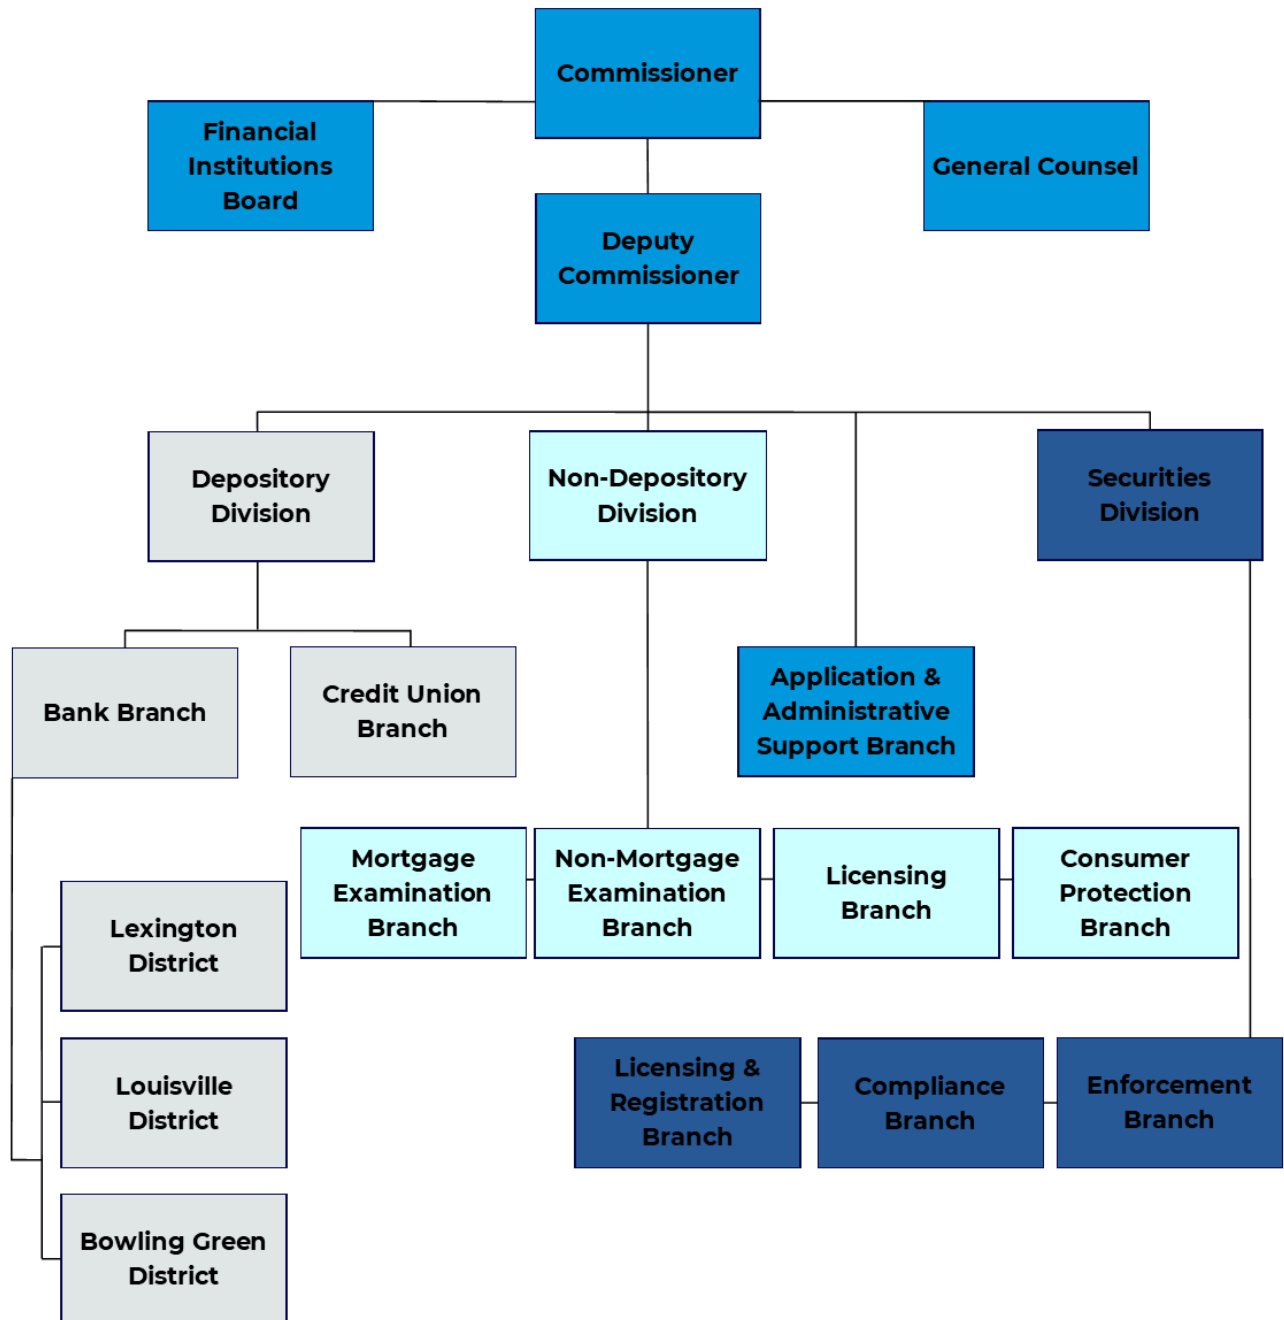 Commissioner
Financial
Institutions
Board
General Counsel
Deputy
Commissioner
Depository
Division
Non-Depository
Division
Securities
Division
Bank Branch
Credit Union
Branch
Application &
Administrative
Support Branch
Mortgage
Examination
Branch
Non-Mortgage
Examination
Branch
Licensing
Branch
Consumer
Protection
Branch
Lexington
District
Louisville
District
Bowling Green
District
Licensing &
Registration
Branch
Compliance
Branch
Enforcement
Branch